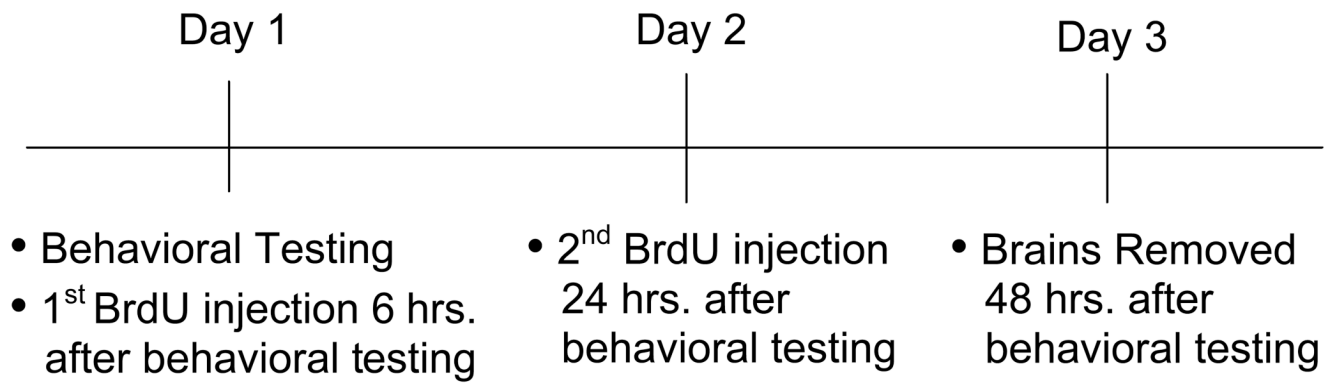 Day 1
Day 2
Day 3
• Behavioral Testing
• 1st BrdU injection 6 hrs.
after behavioral testing
• 2nd BrdU injection
24 hrs. after
behavioral testing
• Brains Removed
48 hrs. after
behavioral testing